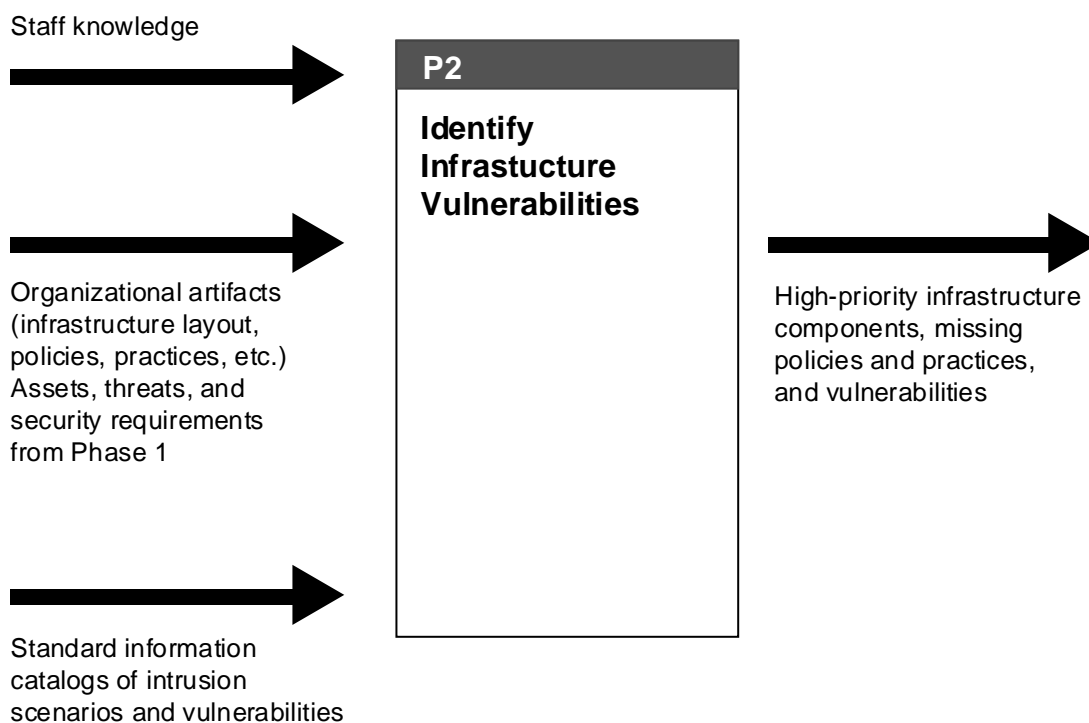 Staff knowledge
P2
Identify
Infrastucture
Vulnerabilities
Organizational artifacts
(infrastructure layout,
policies, practices, etc.)
Assets, threats, and
security requirements
from Phase 1
High-priority infrastructure
components, missing
policies and practices,
and vulnerabilities
Standard information
catalogs of intrusion
scenarios and vulnerabilities